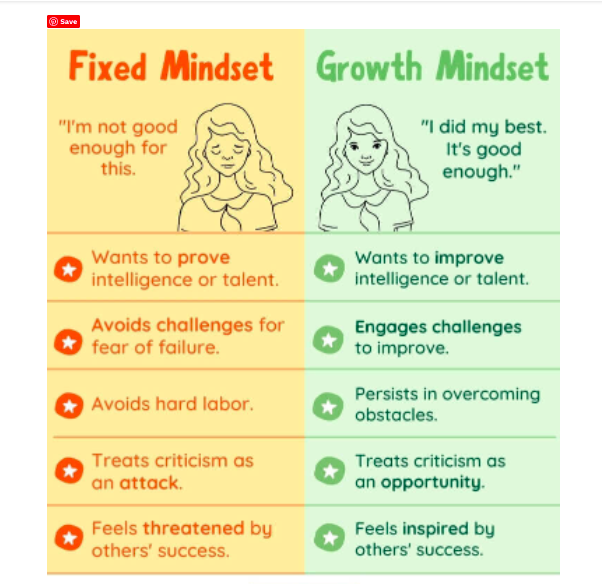 Save
Fixed Mindset
Growth Mindset
"I'm not good
enough for
this.
"I did my best.
It's good
enough."
Wants to prove
intelligence or talent.
Wants to improve
intelligence or talent.
Avoids challenges for
fear of failure.
Engages challenges
to improve.
Avoids hard labor.
Persists in overcoming
obstacles.
Treats criticism as
an attack.
Treats criticism as
an opportunity.
Feels threatened by
others' success.
Feels inspired by
others' success.